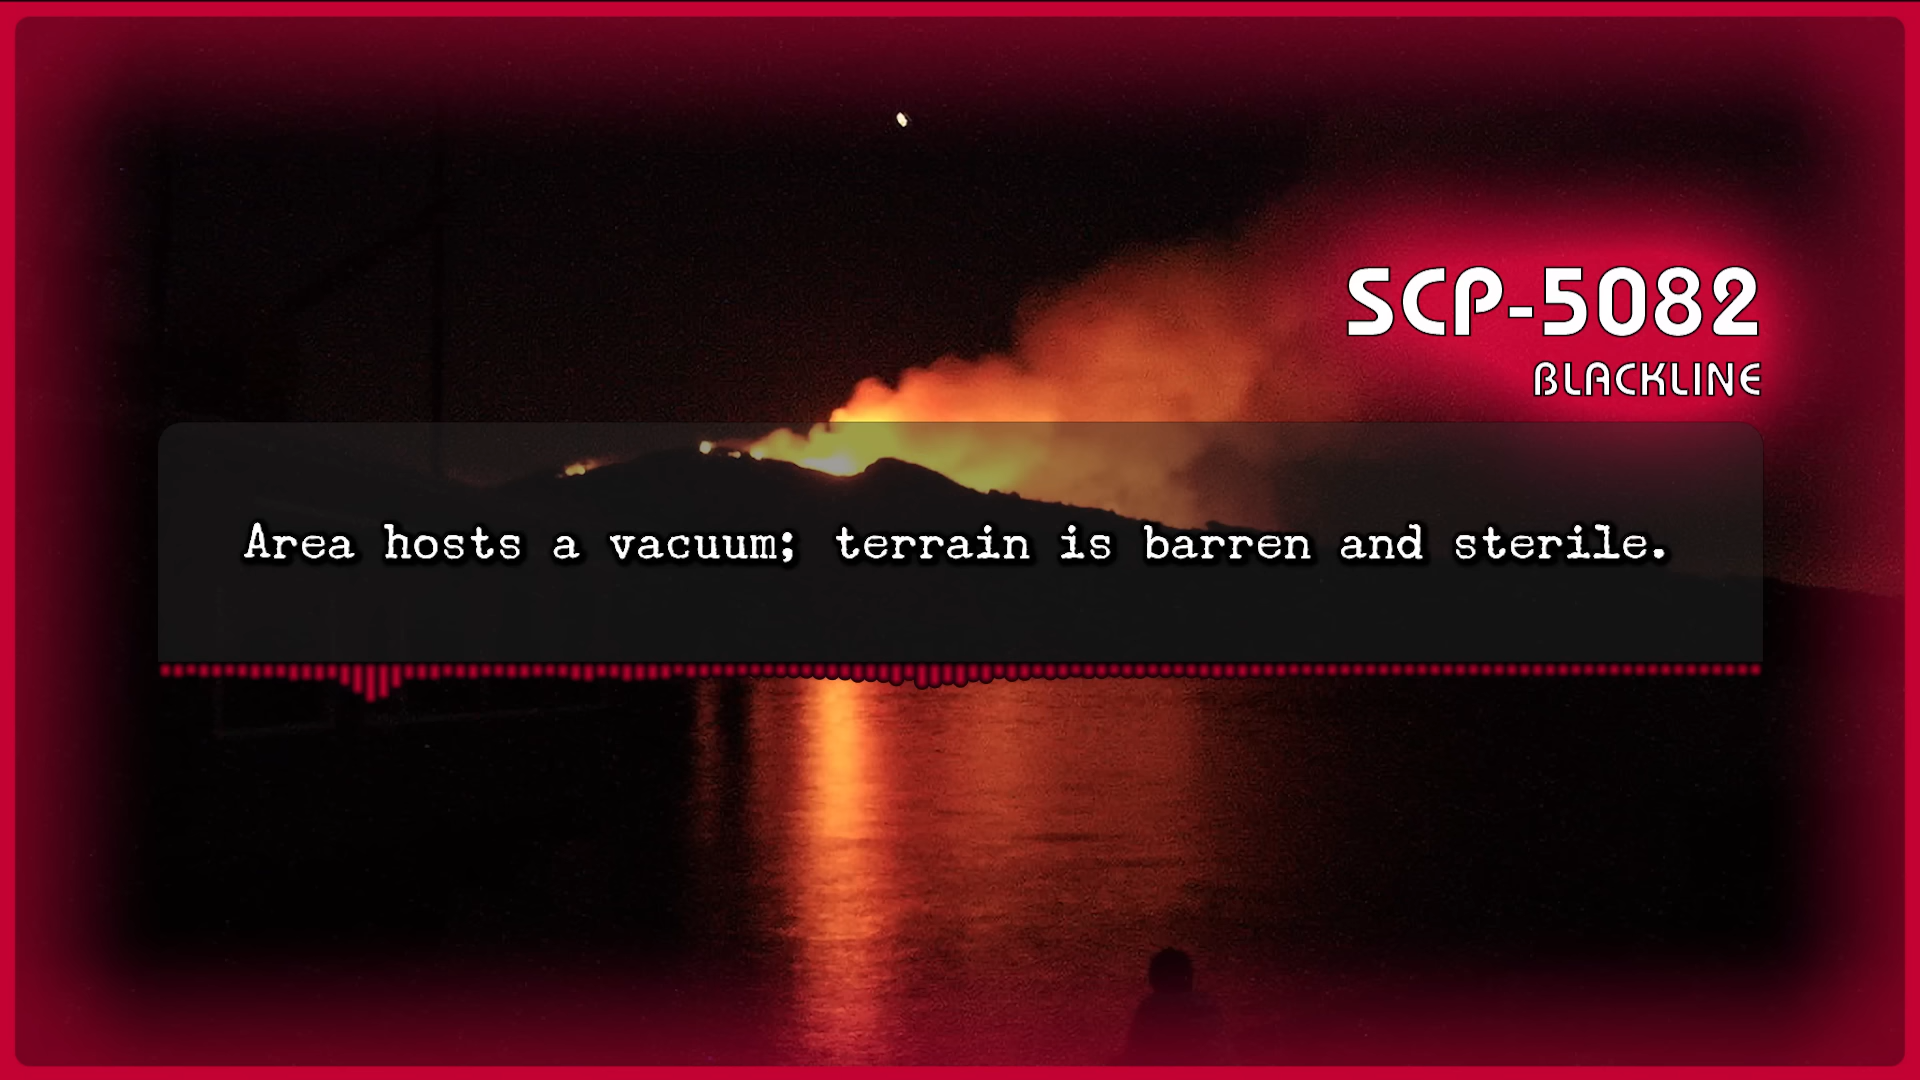 SCP-5082
BLACKLINE
Area hosts a vacuum; terrain is barren and sterile.